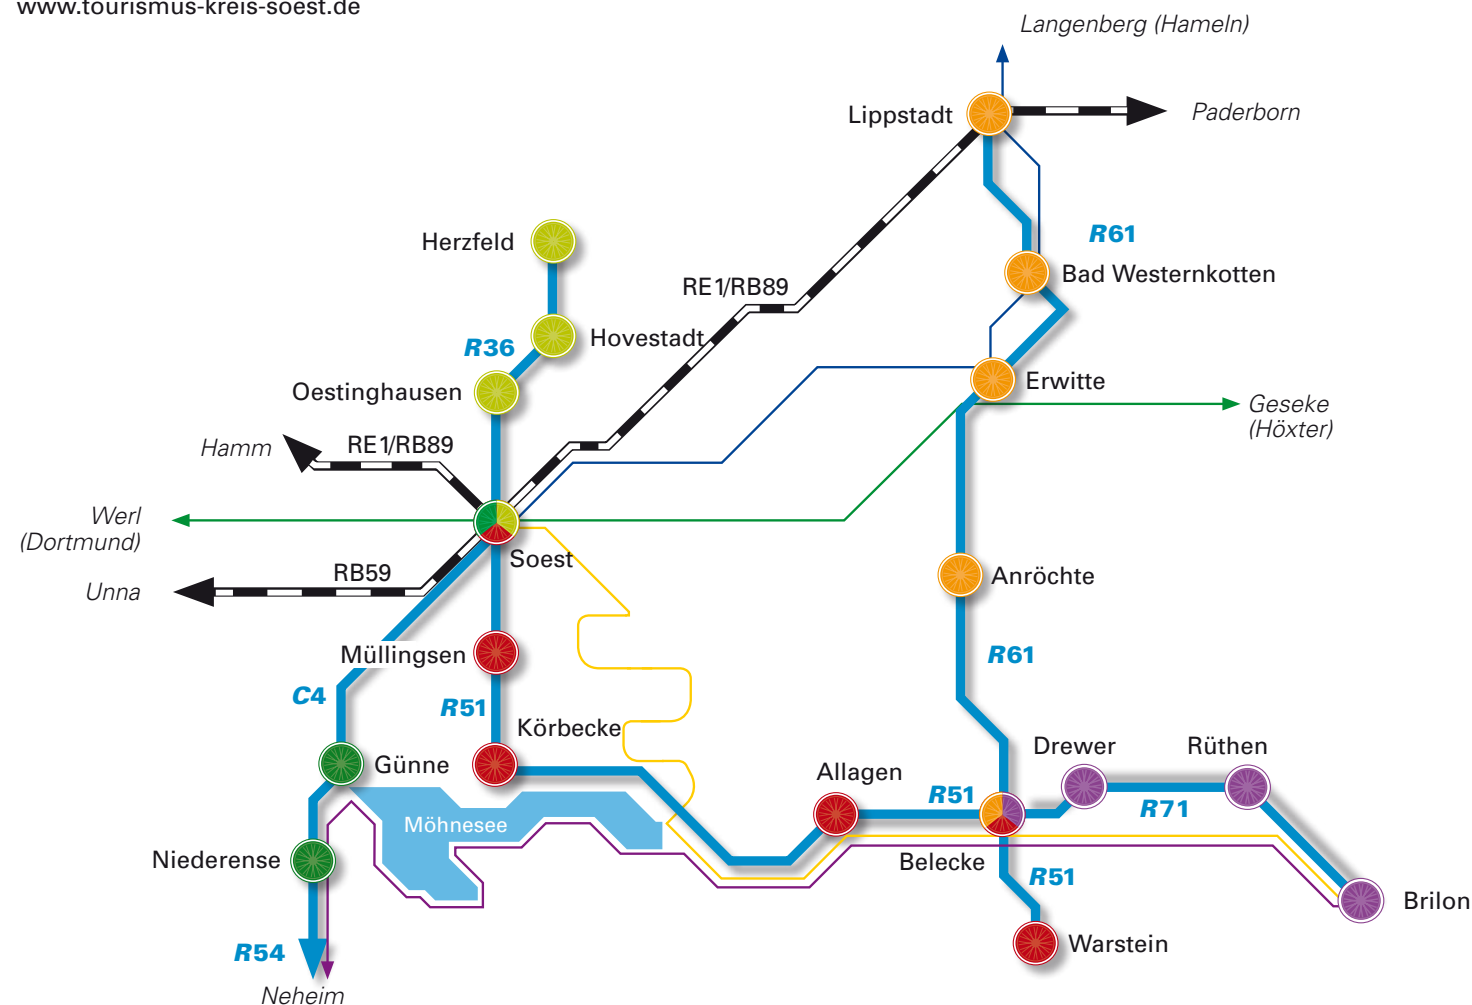 www.tourismus-kreis-soest.de
Langenberg (Hameln)
Lippstadt
Paderborn
R61
Herzfeld
Bad Westernkotten
RE1/RB89
Hovestadt
R36
Oestinghausen
Erwitte
Geseke
(Höxter)
Hamm
RE1/RB89
Werl
(Dortmund)
Soest
RB59
Unna
Anröchte
Müllingsen
R61
C4
R51
Körbecke
Günne
Drewer
Rüthen
Allagen
R51
R71
Möhnesee
Niederense
Belecke
R51
Brilon
Warstein
R54
Neheim